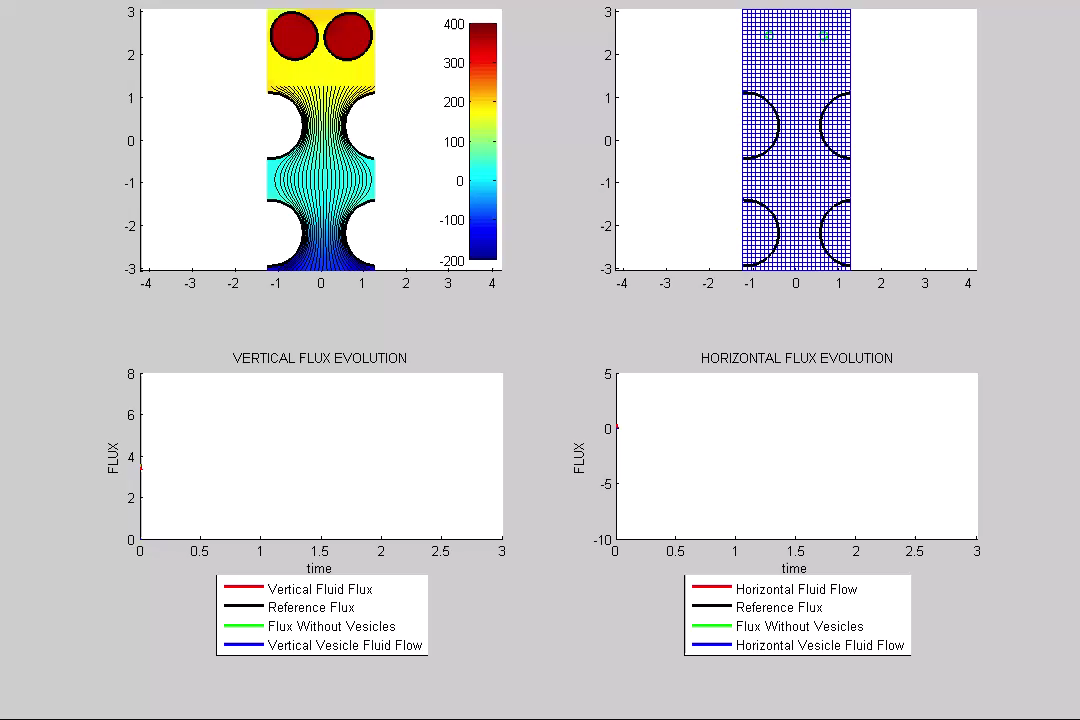 3
2
1
0
-1
-2
-3
-4 -3 -2 -1 0 1 2 3 4
400
300
200
100
0
-100
-200
3
2
1
0
-1
-2
-3
-4 -3 -2 -1 0 1 2 3 4
VERTICAL FLUX EVOLUTION
8
6
4
2
0
FLUX
0 0.5 1 1.5 2 2.5 3
time
Vertical Fluid Flux
Reference Flux
Flux Without Vesicles
Vertical Vesicle Fluid Flow
HORIZONTAL FLUX EVOLUTION
5
0
-5
-10
FLUX
0 0.5 1 1.5 2 2.5 3
time
Horizontal Fluid Flow
Reference Flux
Flux Without Vesicles
Horizontal Vesicle Fluid Flow